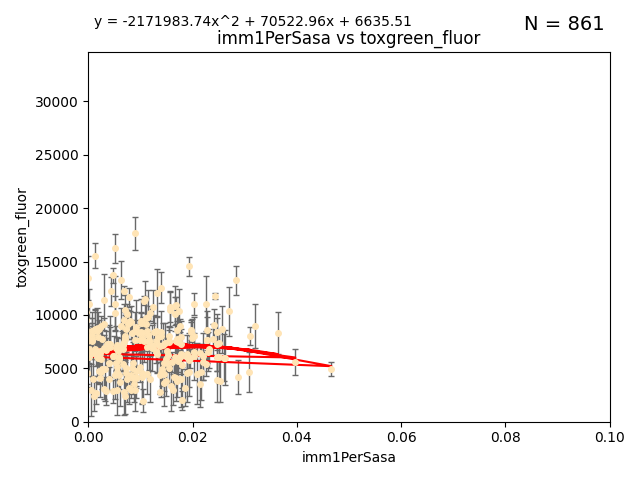 y = -2171983.74x^2 + 70522.96x + 6635.51
N = 861
imm1PerSasa vs toxgreen_fluor
toxgreen_fluor
30000
25000
20000
15000
10000
5000
0
0.00 0.02 0.04 0.06 0.08 0.10
imm1PerSasa